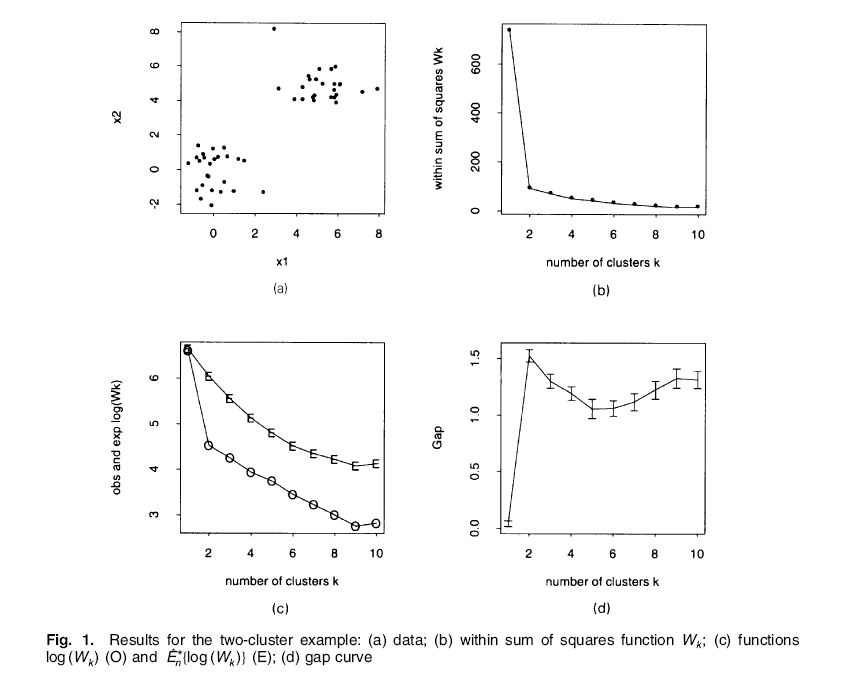 8
6
4
2
0
-2
x2
0 2 4 6 8
x1
(a)
600
400
200
0
within sum of squares Wk
2 4 6 8 10
number of clusters k
(b)
6
5
4
3
obs and exp log(Wk)
E E E E E E E E E E
O O O O O O O O O O
2 4 6 8 10
number of clusters k
(c)
1.5
1.0
0.5
0.0
Gap
2 4 6 8 10
number of clusters k
(d)
Fig. 1. Results for the two-cluster example: (a) data; (b) within sum of squares function Wk; (c) functions
log(Wk) (O) and Ê*n{log(Wk)} (E); (d) gap curve